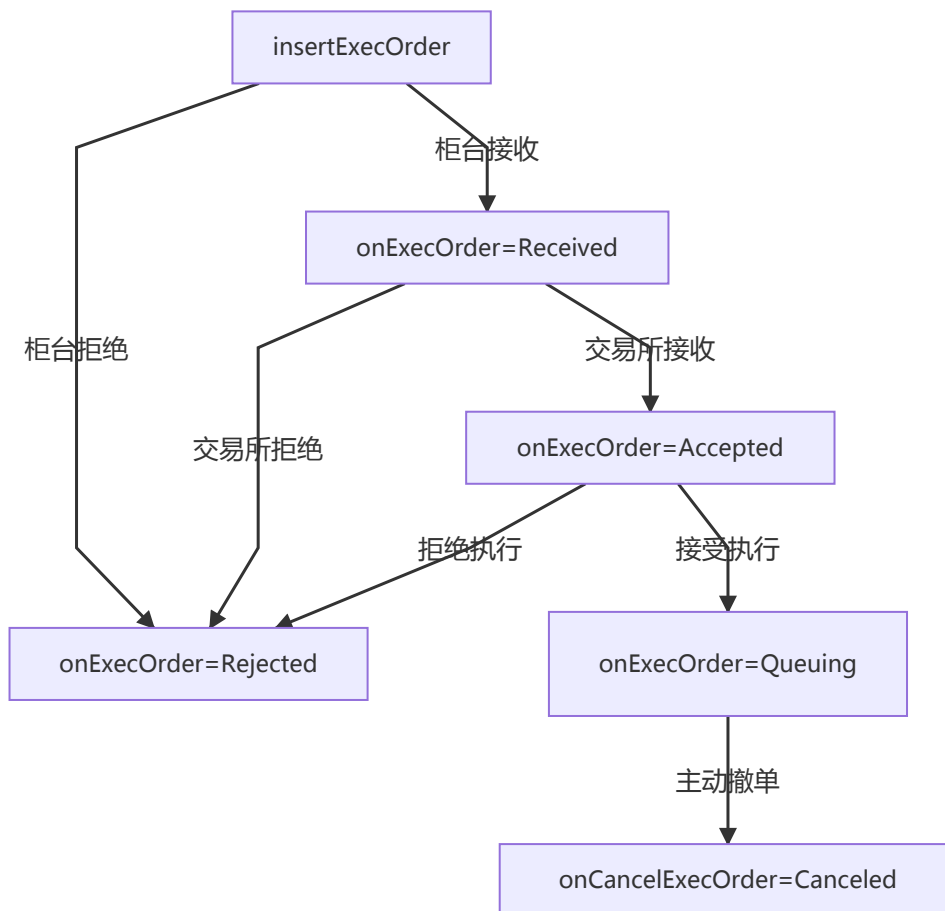 insertExecOrder
柜台接收
onExecOrder=Received
柜台拒绝
交易所接收
交易所拒绝
onExecOrder=Accepted
拒绝执行
接受执行
onExecOrder=Rejected
onExecOrder=Queuing
主动撤单
onCancelExecOrder=Canceled